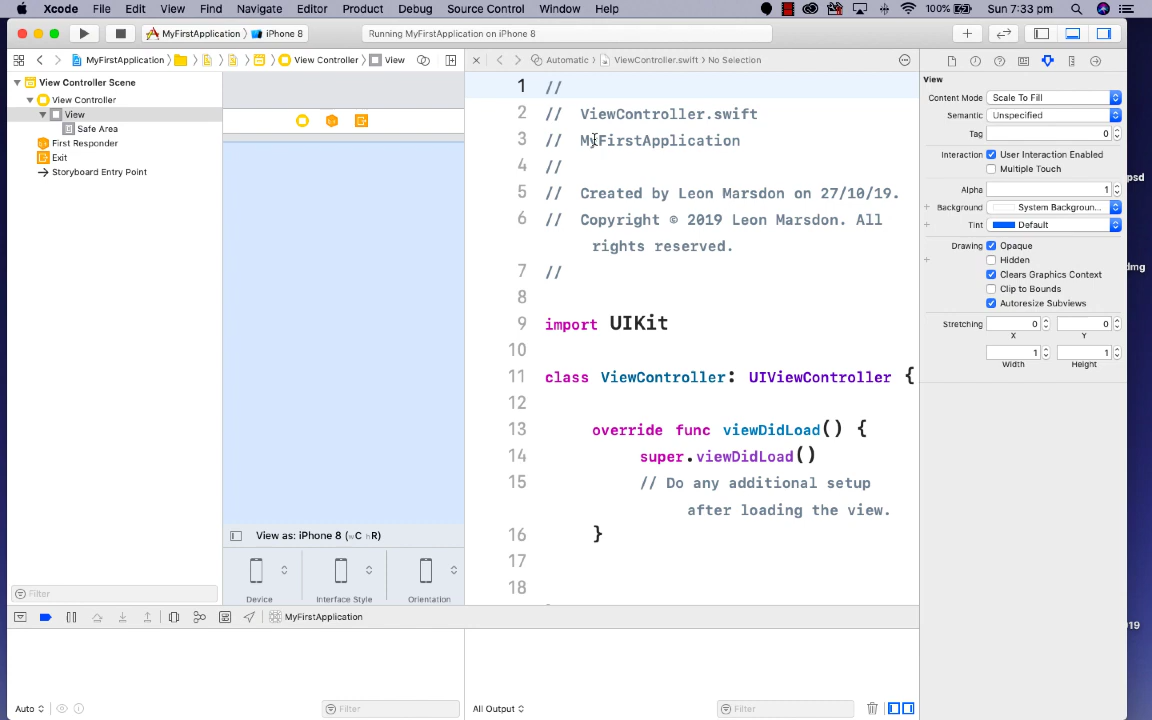 Xcode File Edit View Find Navigate Editor Product Debug Source Control Window Help 100% Sun 7:33 pm
MyFirstApplication iPhone 8 Running MyFirstApplication on iPhone 8
MyFirstApplication View Controller View Automatic ViewController.swift No Selection
View Controller Scene
View Controller
View
Safe Area
First Responder
Exit
Storyboard Entry Point
Filter
View as: iPhone 8 (wC hR)
Device Interface Style Orientation
1 //
2 // ViewController.swift
3 // MyFirstApplication
4 //
5 // Created by Leon Marsdon on 27/10/19.
6 // Copyright © 2019 Leon Marsdon. All
rights reserved.
7 //
8
9 import UIKit
10
11 class ViewController: UIViewController {
12
13 override func viewDidLoad() {
14 super.viewDidLoad()
15 // Do any additional setup
after loading the view.
16 }
17
18
View
Content Mode Scale To Fill
Semantic Unspecified
Tag 0
Interaction User Interaction Enabled
Multiple Touch
Alpha 1
Background System Backgroun...
Tint Default
Drawing Opaque
Hidden
Clears Graphics Context
Clip to Bounds
Autoresize Subviews
Stretching 0 0
X Y
1 1
Width Height
psd
dmg
019
MyFirstApplication
Auto Filter All Output Filter